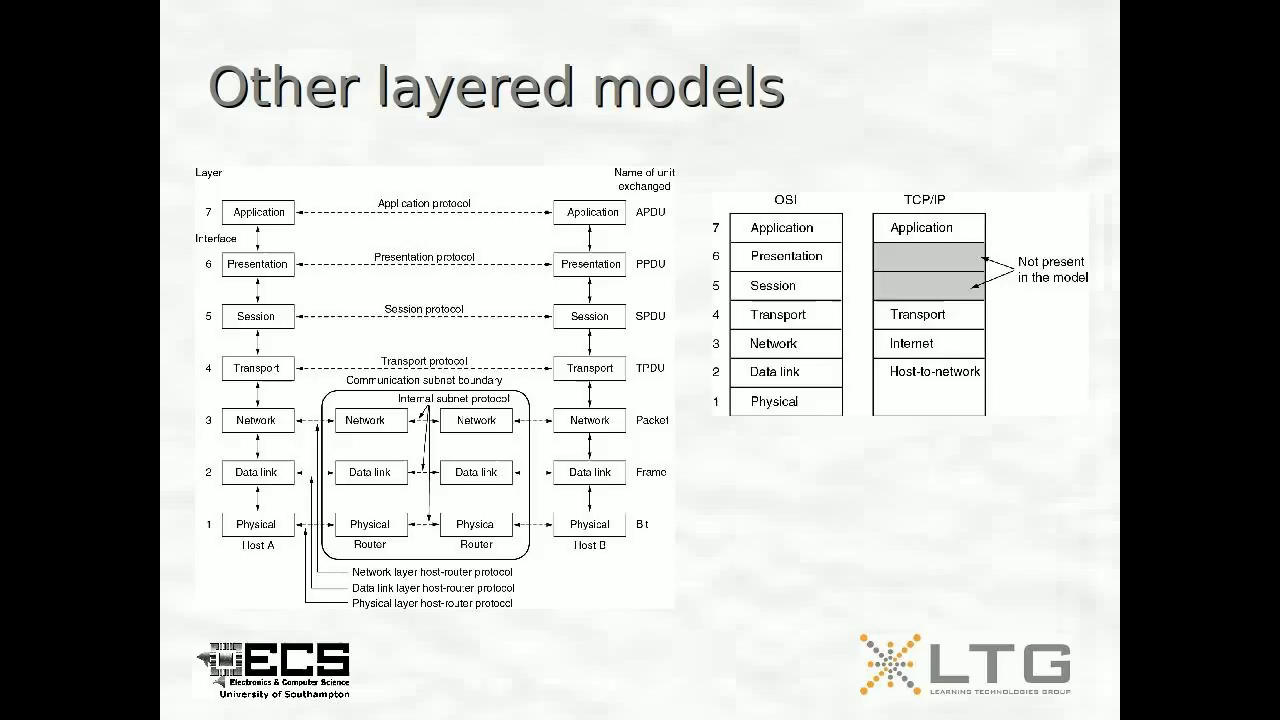 Other layered models
Layer
Name of unit
exchanged
Application protocol
7 Application Application APDU
Interface
Presentation protocol
6 Presentation Presentation PPDU
Session protocol
5 Session Session SPDU
Transport protocol
4 Transport Transport TPDU
Communication subnet boundary
Internal subnet protocol
3 Network Network Network Network Packet
2 Data link Data link Data link Data link Frame
1 Physical Physical Physica Physical Bit
Host A Router Router Host B
Network layer host-router protocol
Data link layer host-router protocol
Physical layer host-router protocol
OSI TCP/IP
7 Application Application
6 Presentation
Not present
in the model
5 Session
4 Transport Transport
3 Network Internet
2 Data link Host-to-network
1 Physical
ECS
Electronics & Computer Science
University of Southampton
LTG
LEARNING TECHNOLOGIES GROUP